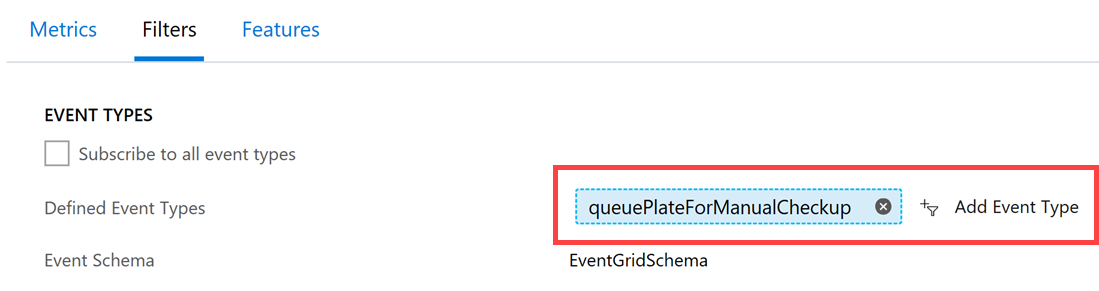 Metrics Filters Features
EVENT TYPES
Subscribe to all event types
Defined Event Types queuePlateForManualCheckup Add Event Type
Event Schema EventGridSchema